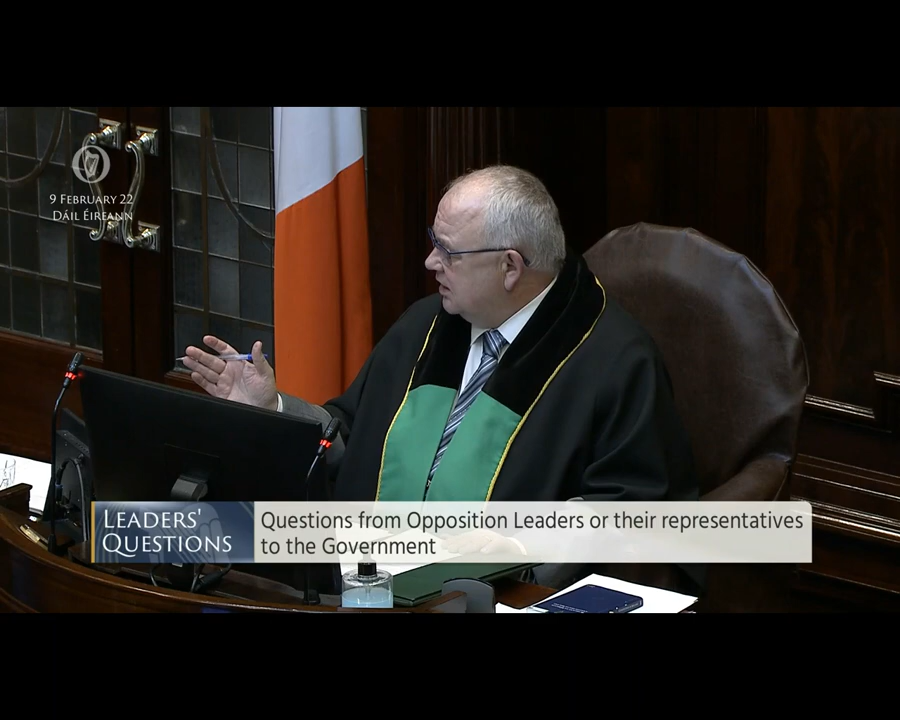 9 February 22
Dáil Éireann
Leaders'
Questions
Questions from Opposition Leaders or their representatives
to the Government